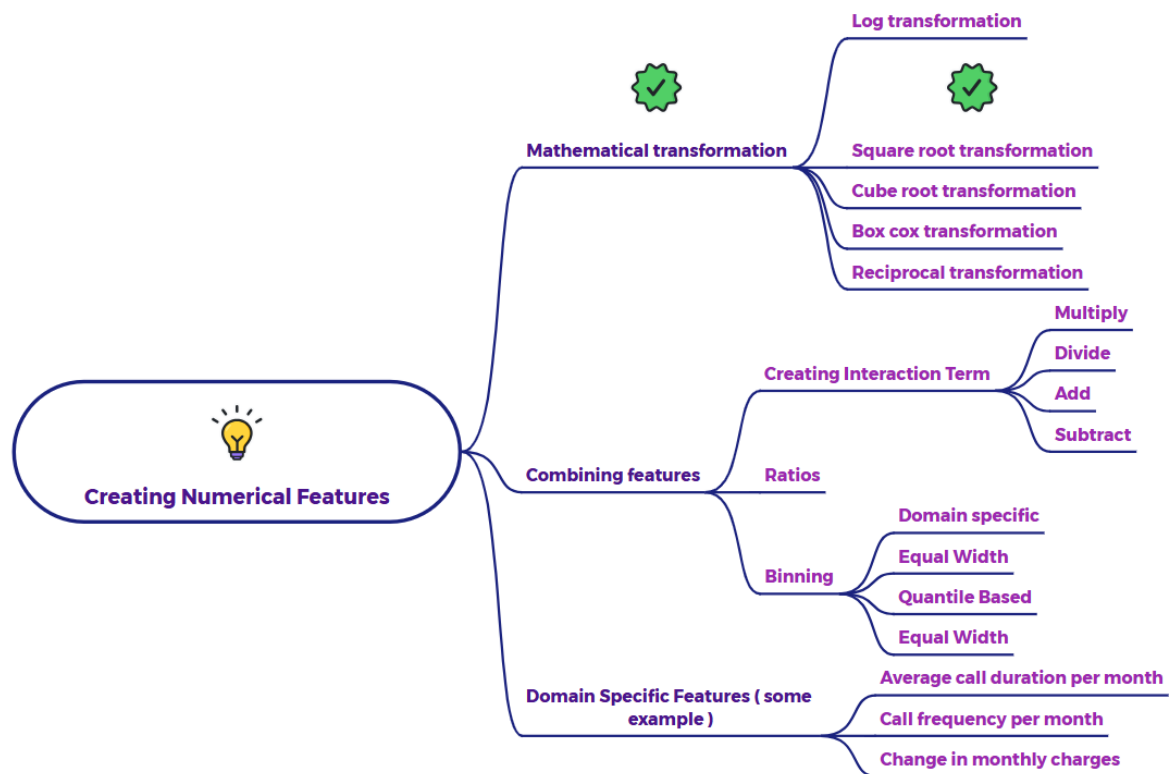 Creating Numerical Features
Mathematical transformation
Log transformation
Square root transformation
Cube root transformation
Box cox transformation
Reciprocal transformation
Combining features
Creating Interaction Term
Multiply
Divide
Add
Subtract
Ratios
Binning
Domain specific
Equal Width
Quantile Based
Equal Width
Domain Specific Features ( some
example )
Average call duration per month
Call frequency per month
Change in monthly charges